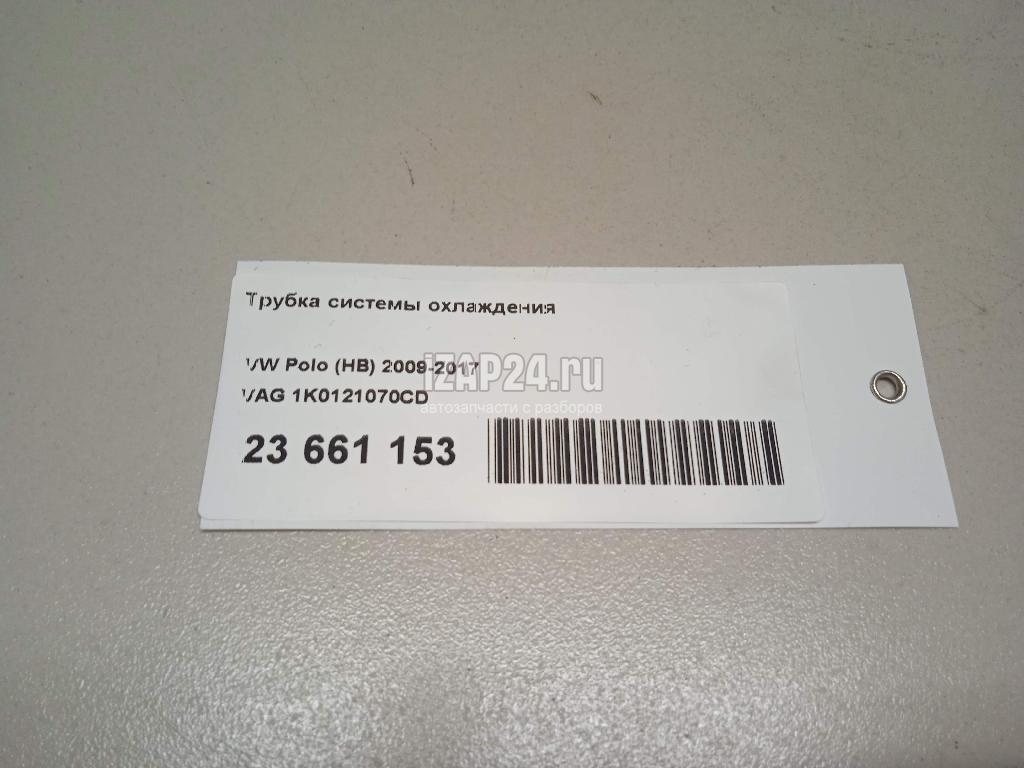 Трубка системы охлаждения
VW Polo (HB) 2009-2017
iZAP24.ru
VAG 1K0121070CD
автозапчасти с разборов
23 661 153